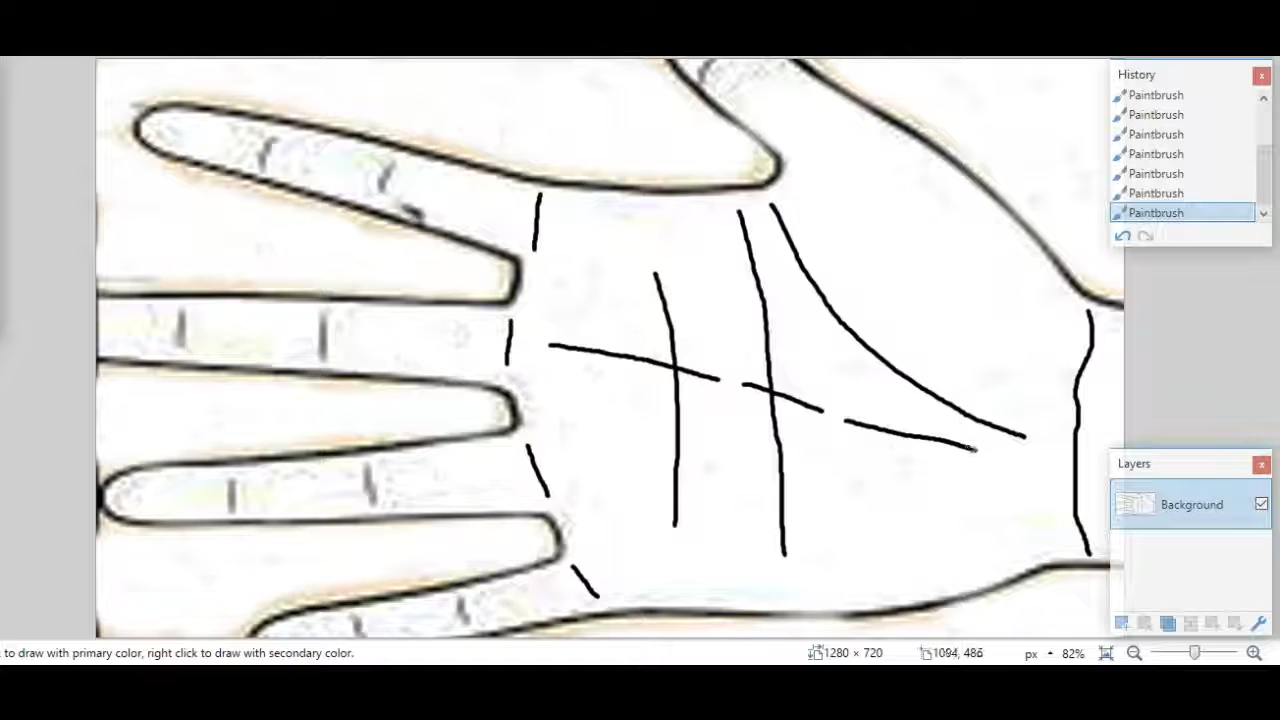 History
Paintbrush
Paintbrush
Paintbrush
Paintbrush
Paintbrush
Paintbrush
Paintbrush
Layers
Background
to draw with primary color, right click to draw with secondary color.
1280 × 720
1094, 486
px
82%